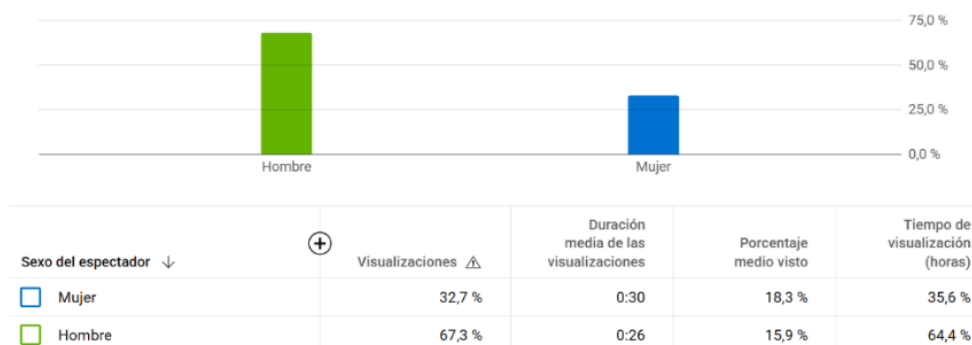 75,0 %
50,0 %
25,0 %
0,0 %
Hombre Mujer
Sexo del espectador Visualizaciones Duración media de las visualizaciones Porcentaje medio visto Tiempo de visualización (horas)
Mujer 32,7 % 0:30 18,3 % 35,6 %
Hombre 67,3 % 0:26 15,9 % 64,4 %